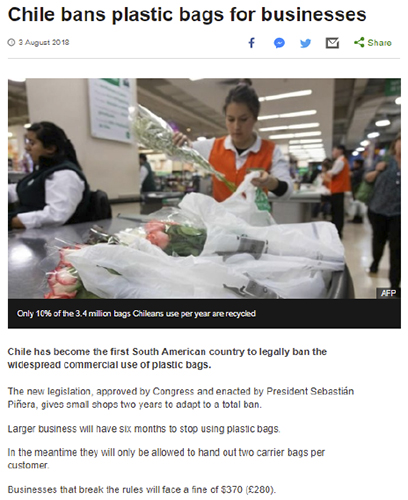 Chile bans plastic bags for businesses
3 August 2018
Share
AFP
Only 10% of the 3.4 million bags Chileans use per year are recycled
Chile has become the first South American country to legally ban the
widespread commercial use of plastic bags.
The new legislation, approved by Congress and enacted by President Sebastián
Piñera, gives small shops two years to adapt to a total ban.
Larger business will have six months to stop using plastic bags.
In the meantime they will only be allowed to hand out two carrier bags per
customer.
Businesses that break the rules will face a fine of $370 (£280).